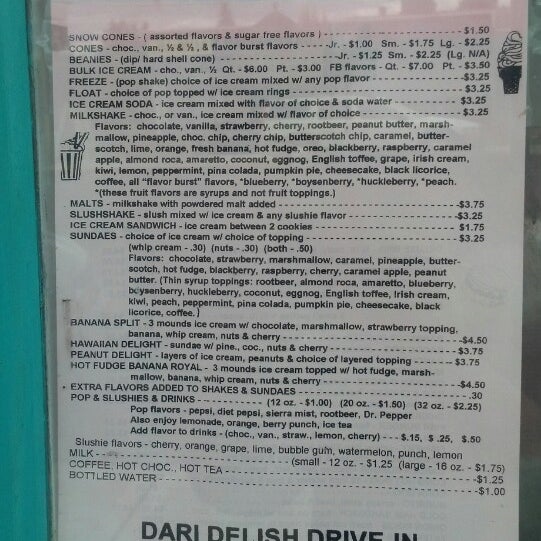 SNOW CONES - ( assorted flavors & sugar free flavors ) - - - - - - - - - - - - - - - - - - - - - $1.50
CONES - choc., van., ½ & ½ , & flavor burst flavors - - - - -Jr. - $1.00 Sm. - $1.75 Lg. - $2.25
BEANIES - (dip/ hard shell cone) - - - - - - - - - - - - - - - - -Jr. - $1.25 Sm. - $2.25 (Lg. N/A)
BULK ICE CREAM - cho., van., ½ Qt. - $6.00 Pt. - $3.00 FB flavors - Qt. - $7.00 Pt. - $3.50
FREEZE - (pop shake) choice of ice cream mixed w/ any pop flavor - - - - - - - - - - - - - -$3.25
FLOAT - choice of pop topped w/ ice cream rings - - - - - - - - - - - - - - - - - - - - - - - - - $3.25
ICE CREAM SODA - ice cream mixed with flavor of choice & soda water - - - - - - - - - - $3.25
MILKSHAKE - choc., or van., ice cream mixed w/ flavor of choice - - - - - - - - - - - - - - - $3.25
Flavors: chocolate, vanilla, strawberry, cherry, rootbeer, peanut butter, marsh-
mallow, pineapple, choc. chip, cherry chip, butterscotch chip, caramel, butter-
scotch, lime, orange, fresh banana, hot fudge, oreo, blackberry, raspberry, caramel
apple, almond roca, amaretto, coconut, eggnog, English toffee, grape, irish cream,
kiwi, lemon, peppermint, pina colada, pumpkin pie, cheesecake, black licorice,
coffee, all "flavor burst" flavors, *blueberry, *boysenberry, *huckleberry, *peach.
*(these fruit flavors are syrups and not fruit toppings.)
MALTS - milkshake with powdered malt added - - - - - - - - - - - - - - - - - - - - - - - - - -$3.75
SLUSHSHAKE - slush mixed w/ ice cream & any slushie flavor - - - - - - - - - - - - - - - -$3.25
ICE CREAM SANDWICH - ice cream between 2 cookies - - - - - - - - - - - - - - - - - - - - $1.75
SUNDAES - choice of ice cream w/ choice of topping - - - - - - - - - - - - - - - - - - - - - - $3.25
(whip cream - .30) (nuts - .30) (both - .50)
Flavors: chocolate, strawberry, marshmallow, caramel, pineapple, butter-
scotch, hot fudge, blackberry, raspberry, cherry, caramel apple, peanut
butter. (Thin syrup toppings: rootbeer, almond roca, amaretto, blueberry,
boysenberry, huckleberry, coconut, eggnog, English toffee, Irish cream,
kiwi, peach, peppermint, pina colada, pumpkin pie, cheesecake, black
licorice, coffee.)
BANANA SPLIT - 3 mounds ice cream w/ chocolate, marshmallow, strawberry topping,
banana, whip cream, nuts & cherry - - - - - - - - - - - - - - - - - - - - - - -$4.50
HAWAIIAN DELIGHT - sundae w/ pine., coc., nuts & cherry - - - - - - - - - - - - - - - - - $3.75
PEANUT DELIGHT - layers of ice cream, peanuts & choice of layered topping - - - - - $3.75
HOT FUDGE BANANA ROYAL - 3 mounds ice cream topped w/ hot fudge, marsh-
mallow, banana, whip cream, nuts & cherry - - - - - - - - - - - - - - - - - -$4.50
EXTRA FLAVORS ADDED TO SHAKES & SUNDAES - - - - - - - - - - - - - - - - - - - - - .30
POP & SLUSHIES & DRINKS - - - - - - - - - - (12 oz. - $1.00) (20 oz. - $1.50) (32 oz. - $2.25)
Pop flavors - pepsi, diet pepsi, sierra mist, rootbeer, Dr. Pepper
Also enjoy lemonade, orange, berry punch, ice tea
Add flavor to drinks - (choc., van., straw., lemon, cherry) - - - $.15, $ .25, $.50
Slushie flavors - cherry, orange, grape, lime, bubble gum, watermelon, punch, lemon
MILK - - - - - - - - - - - - - - - - - - - - - - - - - (small - 12 oz. - $1.25 (large - 16 oz. - $1.75)
COFFEE, HOT CHOC., HOT TEA - - - - - - - - - - - - - - - - - - - - - - - - - - - - - - - - -$1.25
BOTTLED WATER - - - - - - - - - - - - - - - - - - - - - - - - - - - - - - - - - - - - - - - - - -$1.00
DARI DELISH DRIVE IN